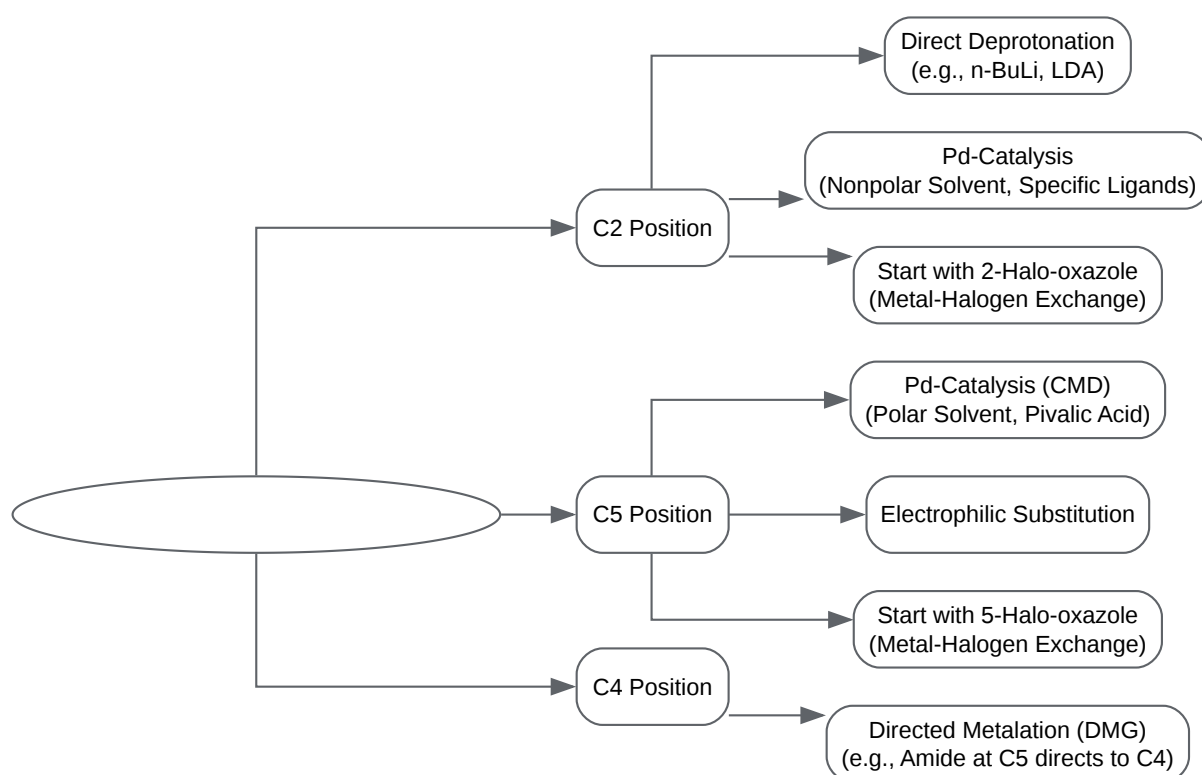 Direct Deprotonation
(e.g., n-BuLi, LDA)
Pd-Catalysis
(Nonpolar Solvent, Specific Ligands)
C2 Position
Start with 2-Halo-oxazole
(Metal-Halogen Exchange)
Pd-Catalysis (CMD)
(Polar Solvent, Pivalic Acid)
C5 Position
Electrophilic Substitution
Start with 5-Halo-oxazole
(Metal-Halogen Exchange)
C4 Position
Directed Metalation (DMG)
(e.g., Amide at C5 directs to C4)